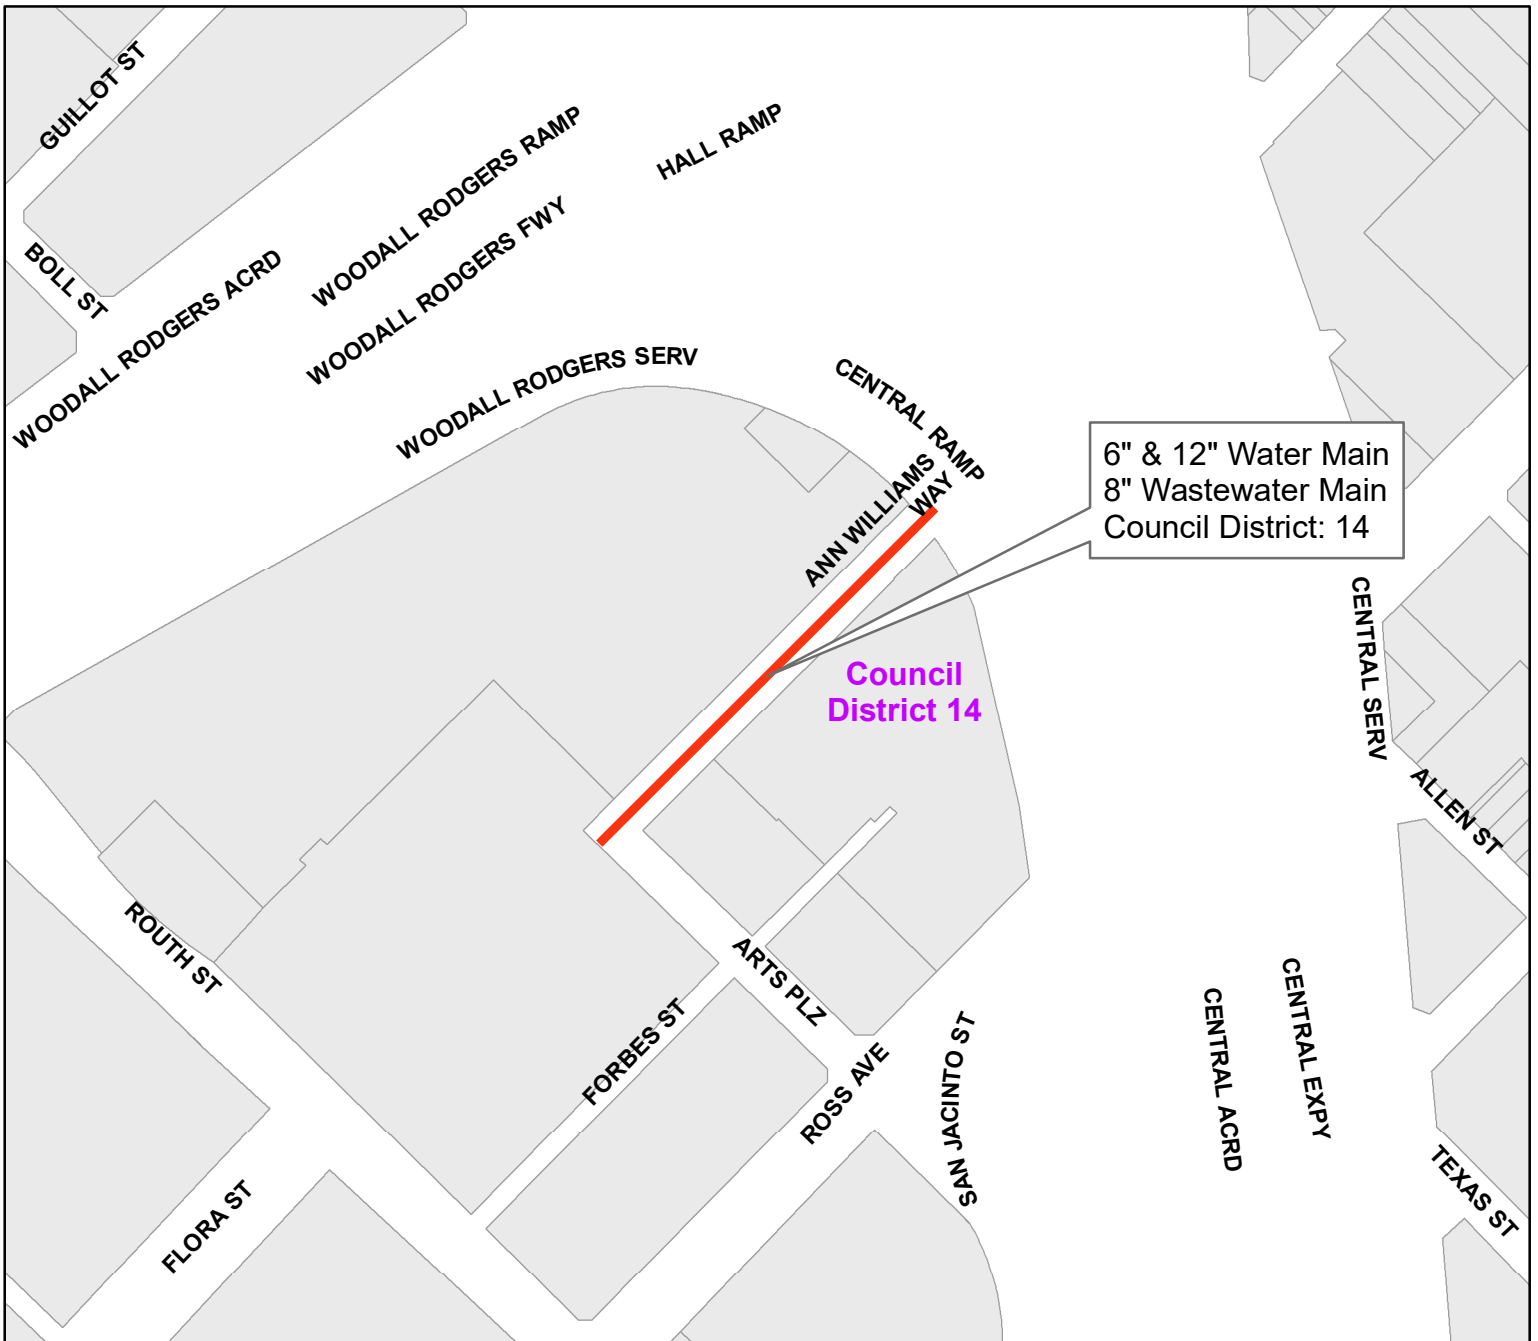 GUILLOT ST
WOODALL RODGERS RAMP
HALL RAMP
WOODALL RODGERS FWY
BOLL ST
WOODALL RODGERS ACRD
WOODALL RODGERS SERV
CENTRAL RAMP
ANN WILLIAMS
WAY
6" & 12" Water Main
8" Wastewater Main
Council District: 14
Council
District 14
CENTRAL SERV
ALLEN ST
ROUTH ST
ARTS PLZ
FORBES ST
ROSS AVE
SAN JACINTO ST
CENTRAL ACRD
CENTRAL EXPY
FLORA ST
TEXAS ST